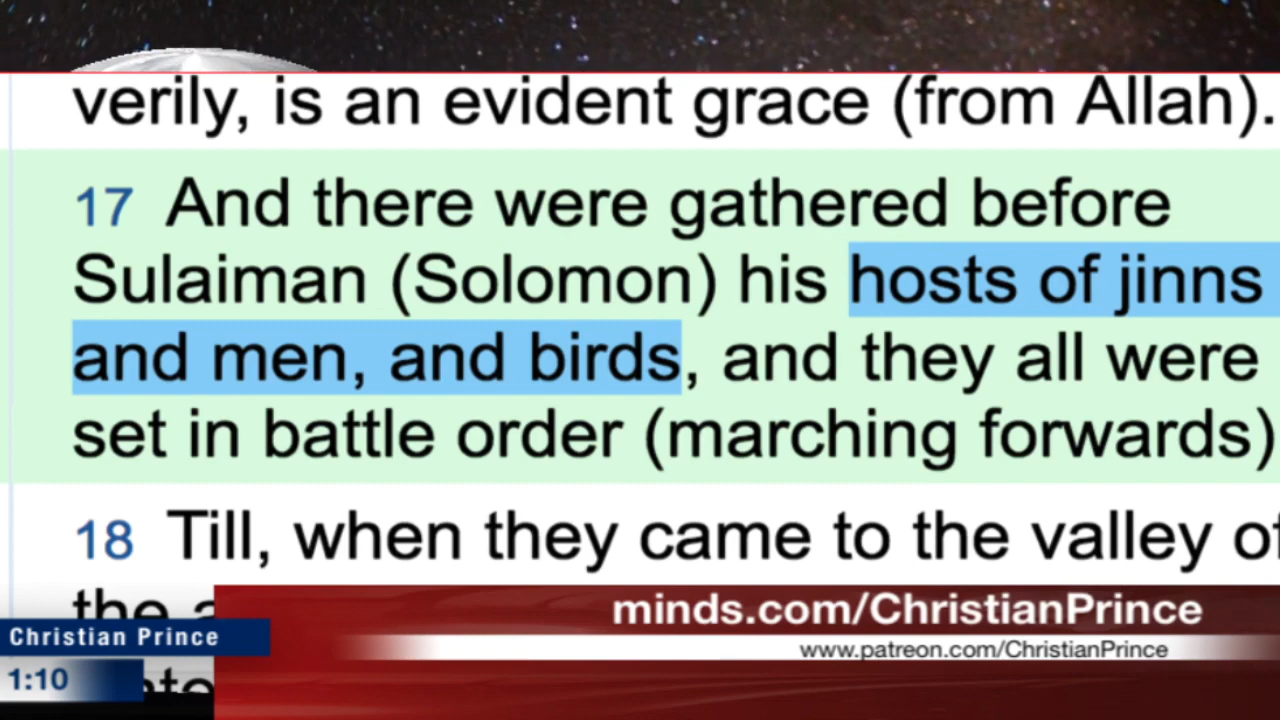 verily, is an evident grace (from Allah).
17 And there were gathered before
Sulaiman (Solomon) his hosts of jinns
and men, and birds, and they all were
set in battle order (marching forwards)
18 Till, when they came to the valley of
the
minds.com/ChristianPrince
Christian Prince
www.patreon.com/ChristianPrince
1:10